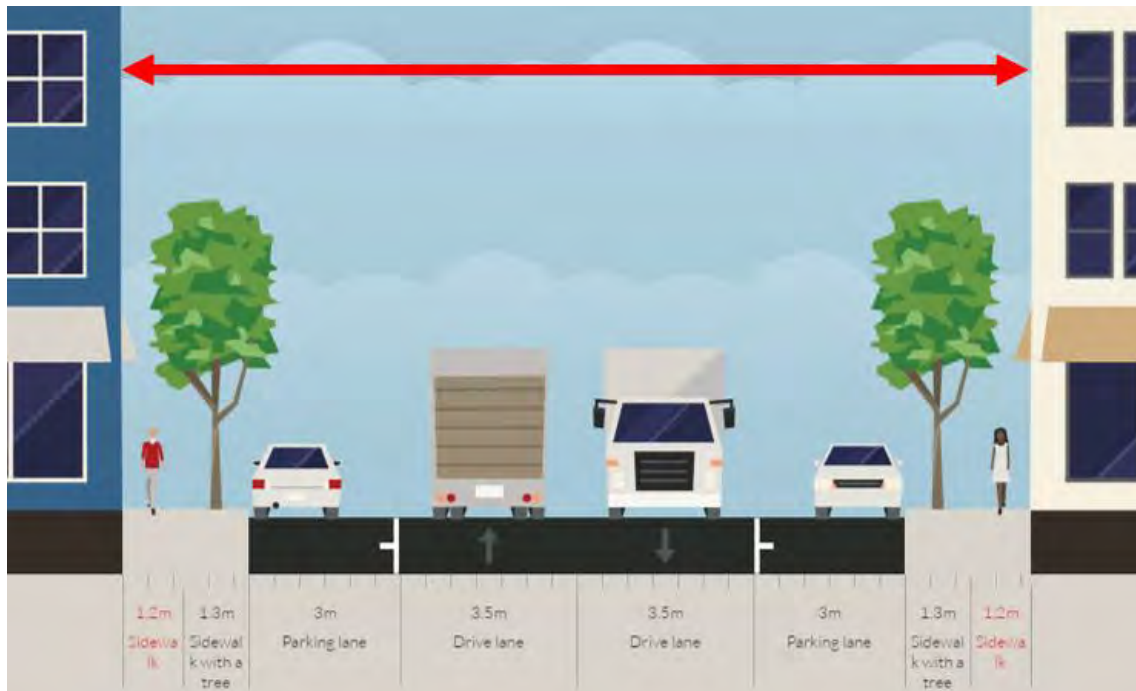 1.2m
Sidewa
lk
1.3m
Sidewal
k with a
tree
3m
Parking lane
3.5m
Drive lane
3.5m
Drive lane
3m
Parking lane
1.3m
Sidewal
k with a
tree
1.2m
Sidewa
lk